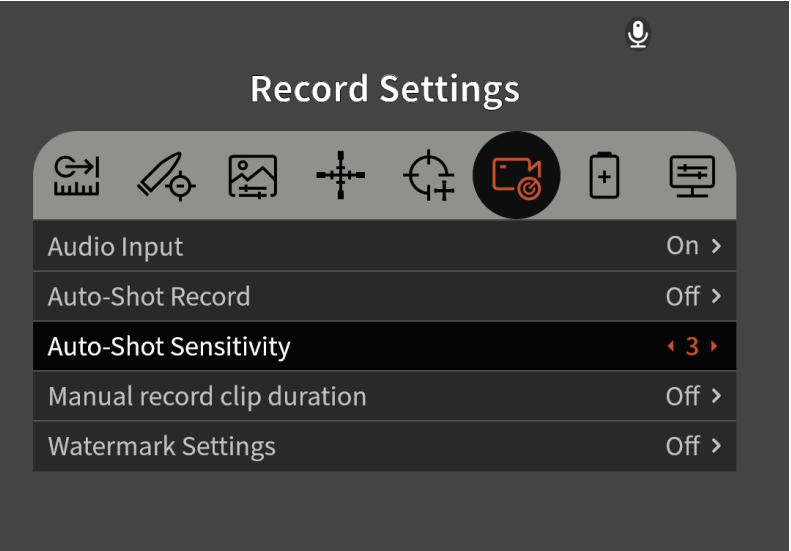 Record Settings
Audio Input On
Auto-Shot Record Off
Auto-Shot Sensitivity 3
Manual record clip duration Off
Watermark Settings Off